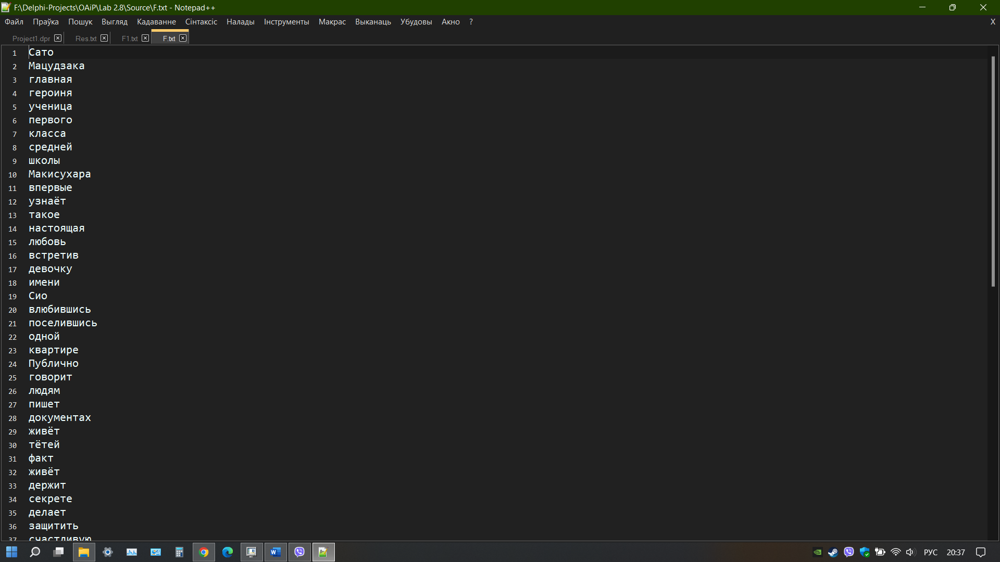 F:\Delphi-Projects\OAiP\Lab 2.8\Source\F.txt - Notepad++
Файл Праўка Пошук Выгляд Кадаванне Сінтаксіс Налады Інструменты Макрас Выканаць Убудовы Акно ? X
Project1.dpr Res.txt F1.txt F.txt
1 Сато
2 Мацудзака
3 главная
4 героиня
5 ученица
6 первого
7 класса
8 средней
9 школы
10 Макисухара
11 впервые
12 узнаёт
13 такое
14 настоящая
15 любовь
16 встретив
17 девочку
18 имени
19 Сио
20 влюбившись
21 поселившись
22 одной
23 квартире
24 Публично
25 говорит
26 людям
27 пишет
28 документах
29 живёт
30 тётей
31 факт
32 живёт
33 держит
34 секрете
35 делает
36 защитить
37 счастливую
РУС 20:37